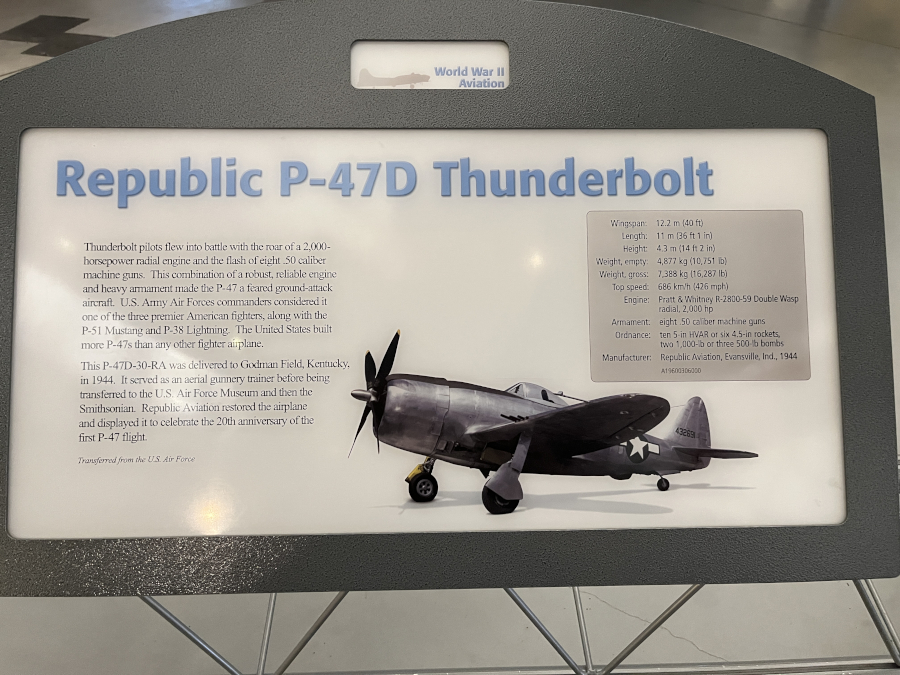 World War II
Aviation
Republic P-47D Thunderbolt
Thunderbolt pilots flew into battle with the roar of a 2,000-
horsepower radial engine and the flash of eight .50 caliber
machine guns. This combination of a robust, reliable engine
and heavy armament made the P-47 a feared ground-attack
aircraft. U.S. Army Air Forces commanders considered it
one of the three premier American fighters, along with the
P-51 Mustang and P-38 Lightning. The United States built
more P-47s than any other fighter airplane.
This P-47D-30-RA was delivered to Godman Field, Kentucky,
in 1944. It served as an aerial gunnery trainer before being
transferred to the U.S. Air Force Museum and then the
Smithsonian. Republic Aviation restored the airplane
and displayed it to celebrate the 20th anniversary of the
first P-47 flight.
Transferred from the U.S. Air Force
Wingspan: 12.2 m (40 ft)
Length: 11 m (36 ft 1 in)
Height: 4.3 m (14 ft 2 in)
Weight, empty: 4,877 kg (10,751 lb)
Weight, gross: 7,388 kg (16,287 lb)
Top speed: 686 km/h (426 mph)
Engine: Pratt & Whitney R-2800-59 Double Wasp
radial, 2,000 hp
Armament: eight .50 caliber machine guns
Ordnance: ten 5-in HVAR or six 4.5-in rockets,
two 1,000-lb or three 500-lb bombs
Manufacturer: Republic Aviation, Evansville, Ind., 1944
A19600306000